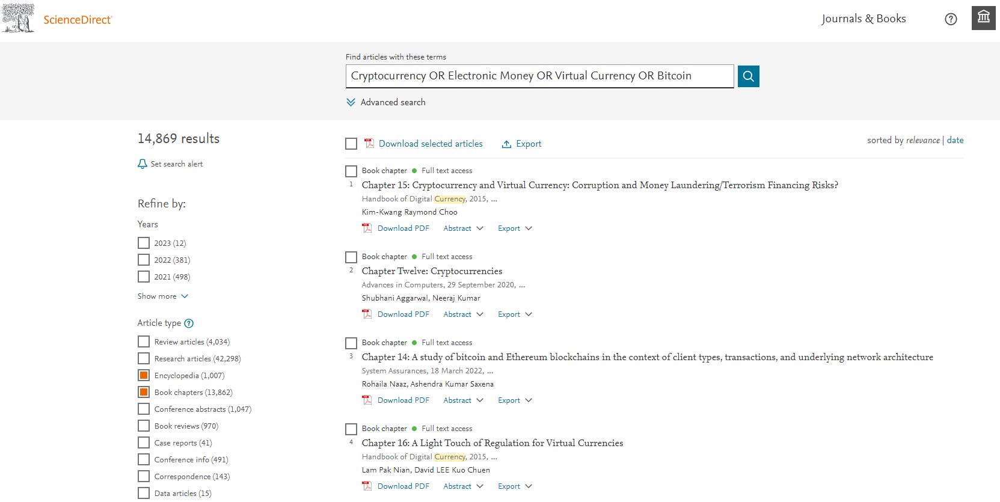 ScienceDirect
Journals & Books
Find articles with these terms
Cryptocurrency OR Electronic Money OR Virtual Currency OR Bitcoin
Advanced search
14,869 results
Set search alert
Refine by:
Years
2023 (12)
2022 (381)
2021 (498)
Show more
Article type
Review articles (4,034)
Research articles (42,298)
Encyclopedia (1,007)
Book chapters (13,862)
Conference abstracts (1,047)
Book reviews (970)
Case reports (41)
Conference info (491)
Correspondence (143)
Data articles (15)
Download selected articles Export
sorted by relevance | date
Book chapter Full text access
1 Chapter 15: Cryptocurrency and Virtual Currency: Corruption and Money Laundering/Terrorism Financing Risks?
Handbook of Digital Currency, 2015, ...
Kim-Kwang Raymond Choo
Download PDF Abstract Export
Book chapter Full text access
2 Chapter Twelve: Cryptocurrencies
Advances in Computers, 29 September 2020, ...
Shubhani Aggarwal, Neeraj Kumar
Download PDF Abstract Export
Book chapter Full text access
3 Chapter 14: A study of bitcoin and Ethereum blockchains in the context of client types, transactions, and underlying network architecture
System Assurances, 18 March 2022, ...
Rohaila Naaz, Ashendra Kumar Saxena
Download PDF Abstract Export
Book chapter Full text access
4 Chapter 16: A Light Touch of Regulation for Virtual Currencies
Handbook of Digital Currency, 2015, ...
Lam Pak Nian, David LEE Kuo Chuen
Download PDF Abstract Export